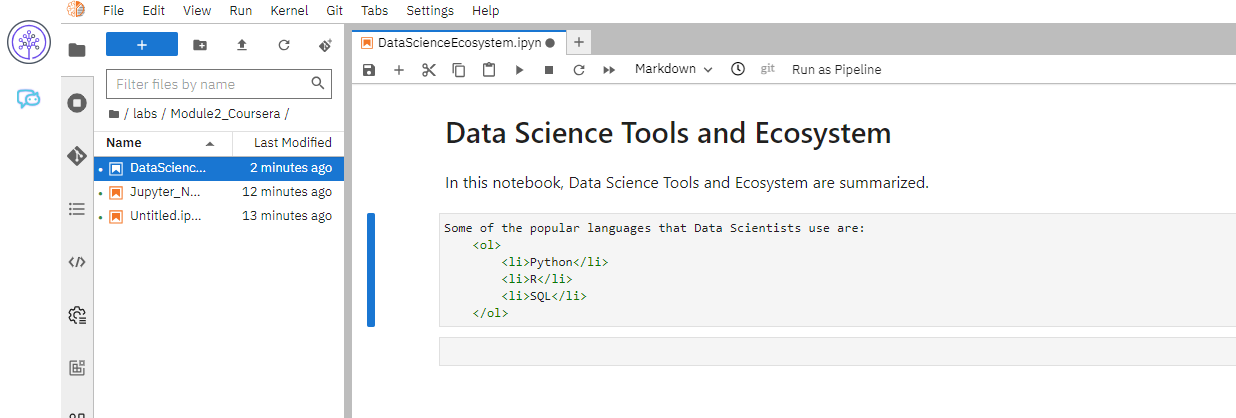 File Edit View Run Kernel Git Tabs Settings Help
+
DataScienceEcosystem.ipyn
+
Markdown
git
Run as Pipeline
Filter files by name
/ labs / Module2_Coursera /
Name Last Modified
DataScienc... 2 minutes ago
Jupyter_N... 12 minutes ago
Untitled.ip... 13 minutes ago
Data Science Tools and Ecosystem
In this notebook, Data Science Tools and Ecosystem are summarized.
Some of the popular languages that Data Scientists use are:
<ol>
<li>Python</li>
<li>R</li>
<li>SQL</li>
</ol>